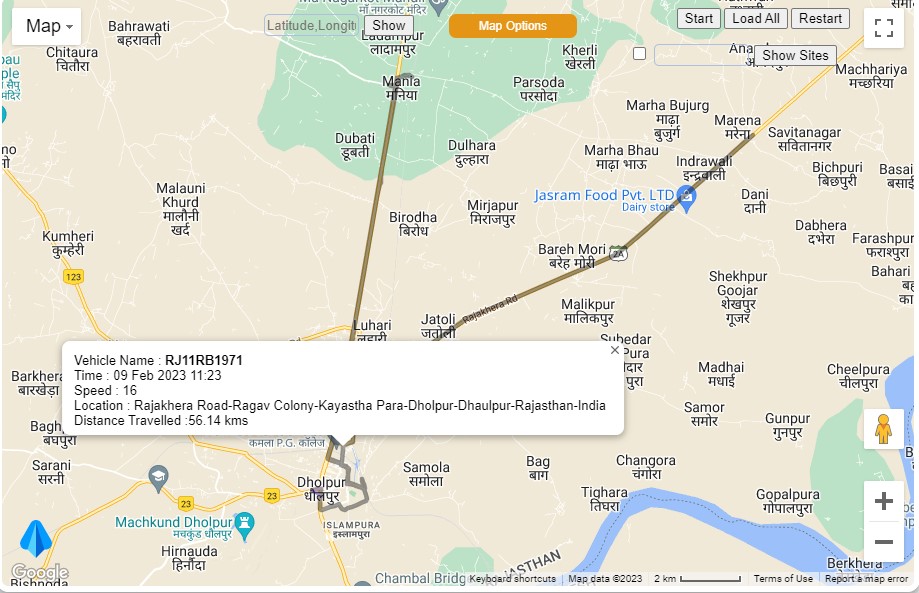 Map
Latitude,Longit
Show
Map Options
Start
Load All
Restart
Show Sites
Bahrawati
बहरावती
Chitaura
चितौरा
लादामपुर
Kherli
खेरली
Machhariya
मच्छरिया
Mania
मनिया
Parsoda
परसोदा
Marha Bujurg
माढ़ा
बुजुर्ग
Marena
मरेना
Savitanagar
सवितानगर
Dubati
डूबती
Dulhara
दुल्हारा
Marha Bhau
माढ़ा भाऊ
Indrawali
इन्द्रवाली
Bichpuri
बिछपुरी
Malauni
Khurd
मालौनी
खर्द
Jasram Food Pvt. LTD
Dairy store
Dani
दानी
Mirjapur
मिराजपुर
Birodha
बिरोध
Dabhera
दभेरा
Kumheri
कुम्हेरी
Bareh Mori
बरेह मोरी
2A
Farashpur
फराशपुरा
123
Shekhpur
Goojar
शेखपुर
गूजर
Bahari
Rajakhera Rd
Malikpur
मालिकपुर
Luhari
Jatoli
जतोली
Vehicle Name : RJ11RB1971
Time : 09 Feb 2023 11:23
Speed : 16
Location : Rajakhera Road-Ragav Colony-Kayastha Para-Dholpur-Dhaulpur-Rajasthan-India
Distance Travelled :56.14 kms
Madhai
मधाई
Cheelpura
चीलपुरा
Barkhera
बारखेड़ा
Samor
समोर
Gunpur
गुनपुर
बघपुरा
कमला P.G. कॉलेज
Sarani
सरनी
Samola
समोला
Bag
बाग
Changora
चंगोरा
Dholpur
धौलपुर
23
23
Tighara
तिघरा
Gopalpura
गोपालपुरा
Machkund Dholpur
मचकुंड धौलपुर
ISLAMPURA
इस्लामपुरा
Hirnauda
हिरनौदा
Berkhera
Google
Bishnoda
Chambal Bridg
Keyboard shortcuts
Map data ©2023
2 km
Terms of Use
Report a map error